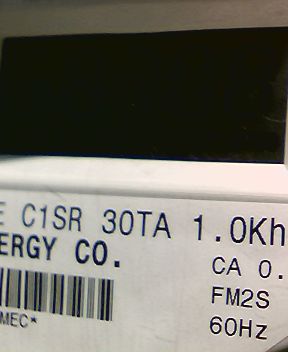 E C1SR 30TA 1.0Kh
ERGY CO.
CA 0.
FM2S
MEC*
60Hz